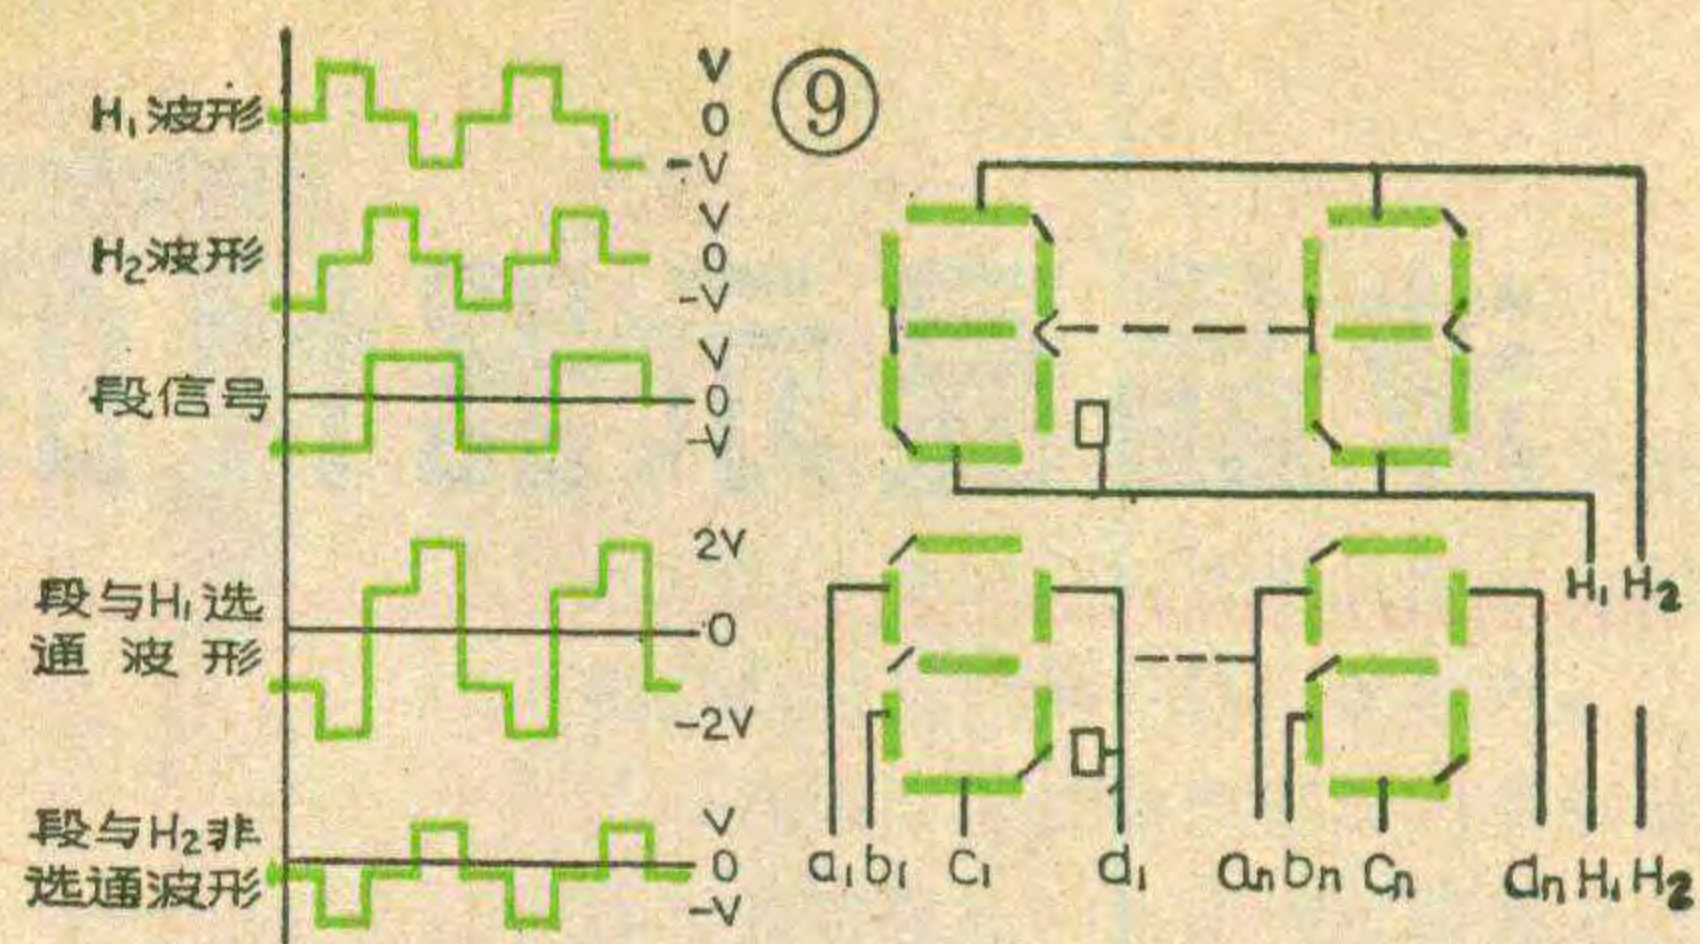 ⑨
H₁波形
V
0
-V
H₂波形
V
0
-V
段信号
V
0
-V
段与H₁选
通波形
2V
0
-2V
段与H₂非
选通波形
V
0
-V
H₁ H₂
a₁ b₁ c₁ d₁ an bn cn dn H₁ H₂